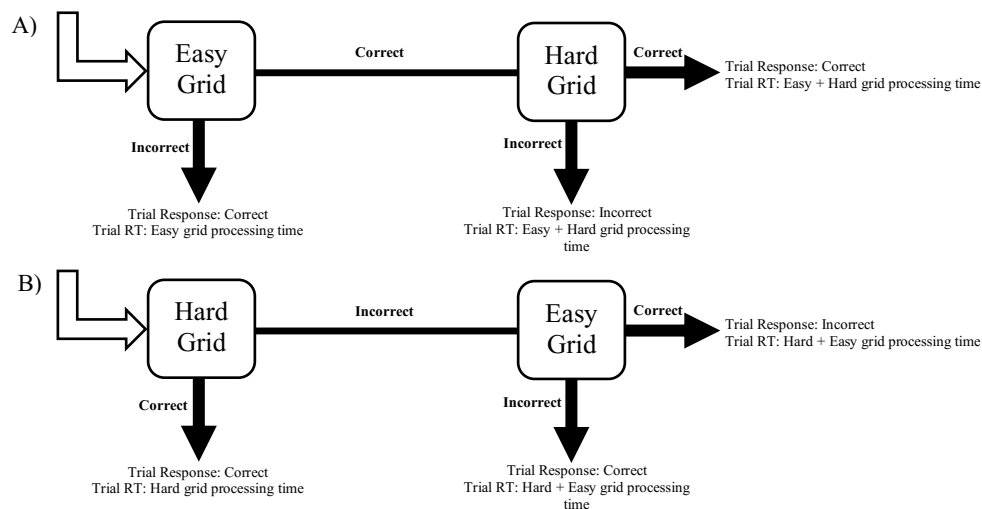 A)
Easy
Grid
Correct
Hard
Grid
Correct
Trial Response: Correct
Trial RT: Easy + Hard grid processing time
Incorrect
Incorrect
Trial Response: Correct
Trial RT: Easy grid processing time
Trial Response: Incorrect
Trial RT: Easy + Hard grid processing
time
B)
Hard
Grid
Incorrect
Easy
Grid
Correct
Trial Response: Incorrect
Trial RT: Hard + Easy grid processing time
Correct
Incorrect
Trial Response: Correct
Trial RT: Hard grid processing time
Trial Response: Correct
Trial RT: Hard + Easy grid processing
time